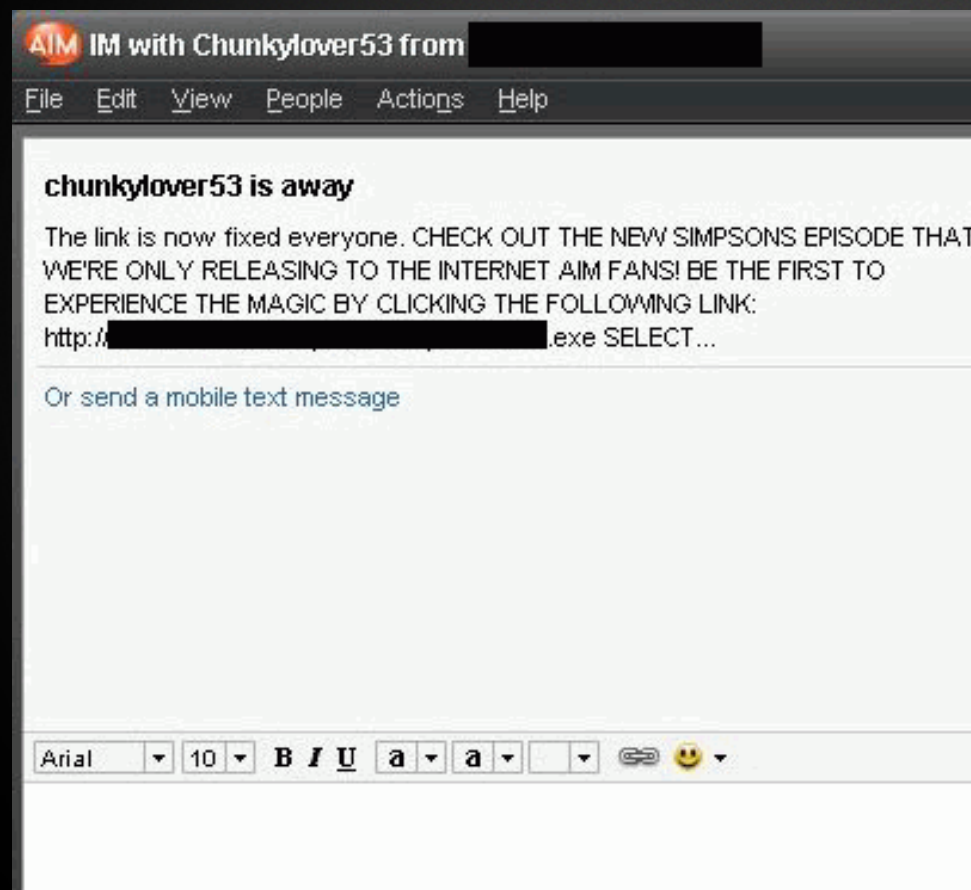 AIM IM with Chunkylover53 from
File Edit View People Actions Help
chunkylover53 is away
The link is now fixed everyone. CHECK OUT THE NEW SIMPSONS EPISODE THAT
WE'RE ONLY RELEASING TO THE INTERNET AIM FANS! BE THE FIRST TO
EXPERIENCE THE MAGIC BY CLICKING THE FOLLOWING LINK:
http:// .exe SELECT...
Or send a mobile text message
Arial 10 B I U a a